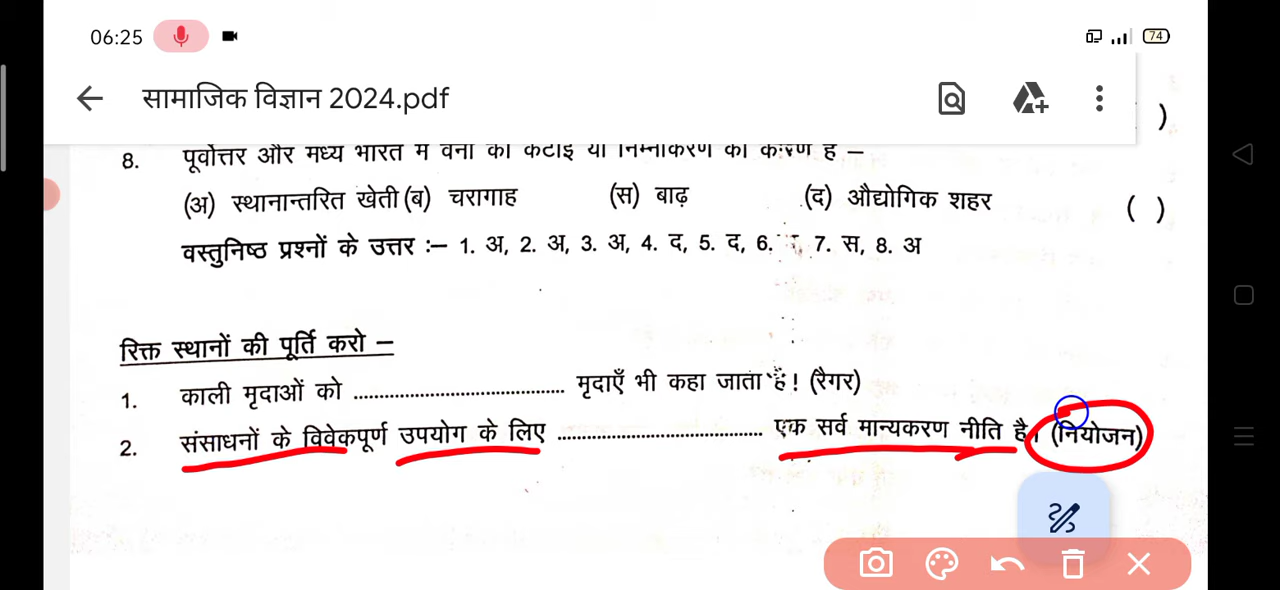 06:25
74
सामाजिक विज्ञान 2024.pdf
)
8. पूर्वोत्तर और मध्य भारत में वनों की कटाई या निम्नीकरण का कारण है –
(अ) स्थानान्तरित खेती (ब) चरागाह (स) बाढ़ (द) औद्योगिक शहर ( )
वस्तुनिष्ठ प्रश्नों के उत्तर :– 1. अ, 2. अ, 3. अ, 4. द, 5. द, 6. 7. स, 8. अ
रिक्त स्थानों की पूर्ति करो –
1. काली मृदाओं को ........................................ मृदाएँ भी कहा जाता है! (रैगर)
2. संसाधनों के विवेकपूर्ण उपयोग के लिए ........................................ एक सर्व मान्यकरण नीति है। (नियोजन)